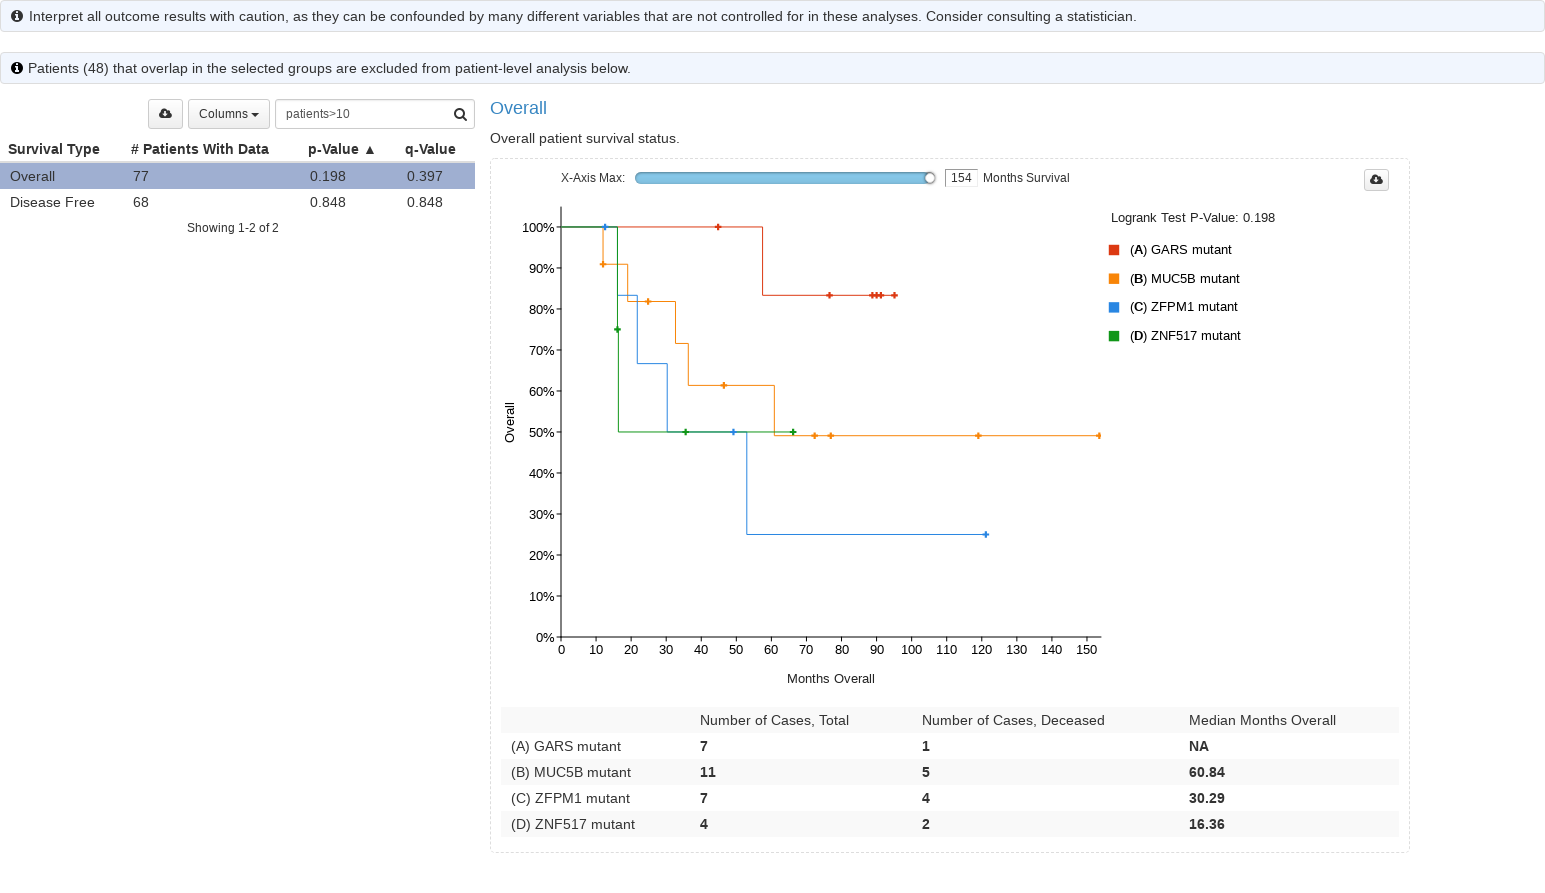 Interpret all outcome results with caution, as they can be confounded by many different variables that are not controlled for in these analyses. Consider consulting a statistician.
Patients (48) that overlap in the selected groups are excluded from patient-level analysis below.
Columns
patients>10
Survival Type # Patients With Data p-Value ▲ q-Value
Overall 77 0.198 0.397
Disease Free 68 0.848 0.848
Showing 1-2 of 2
Overall
Overall patient survival status.
X-Axis Max: 154 Months Survival
Logrank Test P-Value: 0.198
(A) GARS mutant
(B) MUC5B mutant
(C) ZFPM1 mutant
(D) ZNF517 mutant
100%
90%
80%
70%
60%
50%
40%
30%
20%
10%
0%
Overall
0 10 20 30 40 50 60 70 80 90 100 110 120 130 140 150
Months Overall
Number of Cases, Total Number of Cases, Deceased Median Months Overall
(A) GARS mutant 7 1 NA
(B) MUC5B mutant 11 5 60.84
(C) ZFPM1 mutant 7 4 30.29
(D) ZNF517 mutant 4 2 16.36